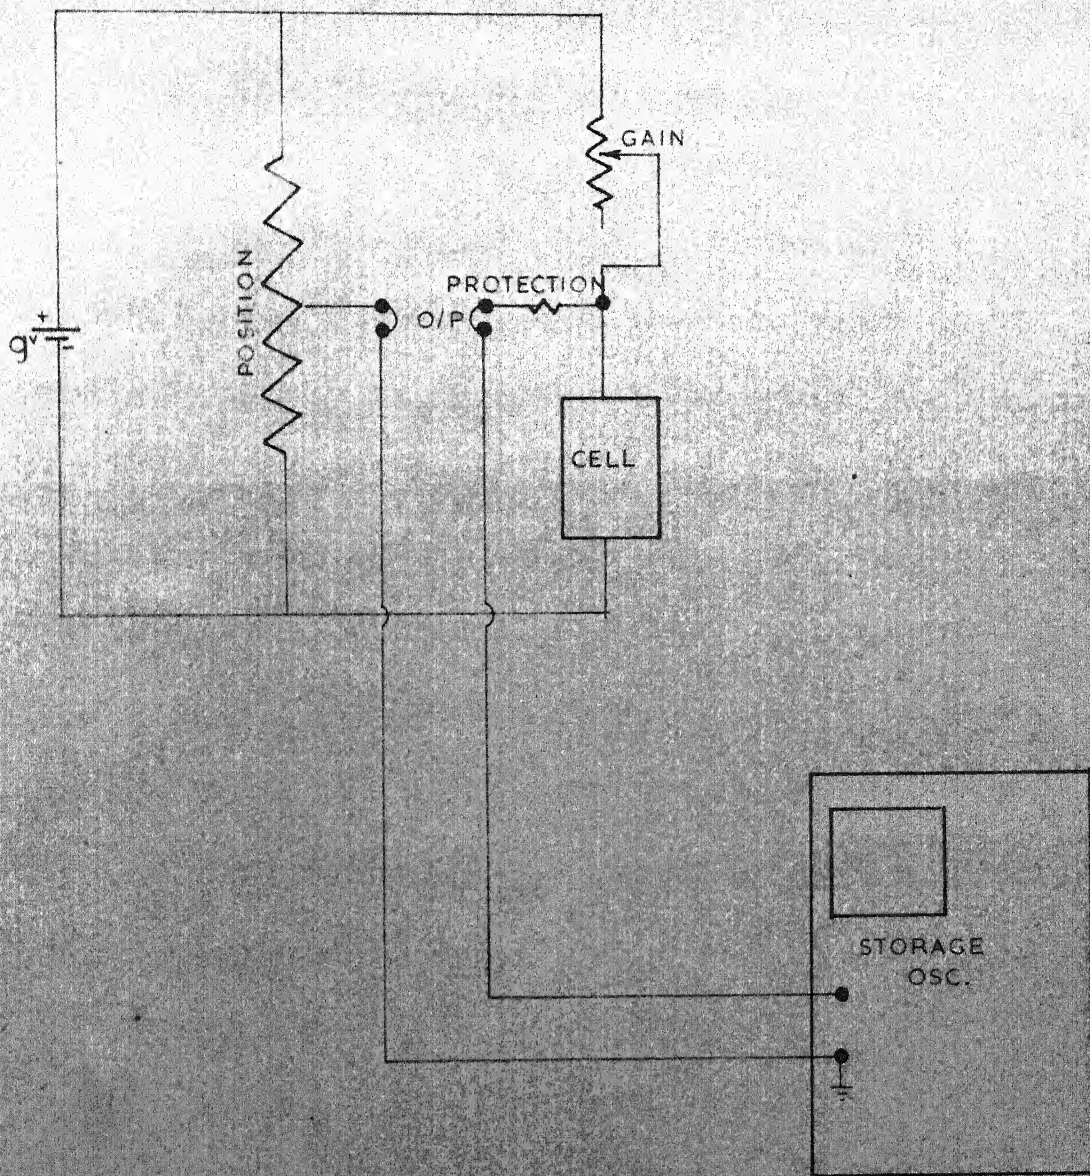 GAIN
POSITION
PROTECTION
O/P
+
9V
CELL
STORAGE
OSC.